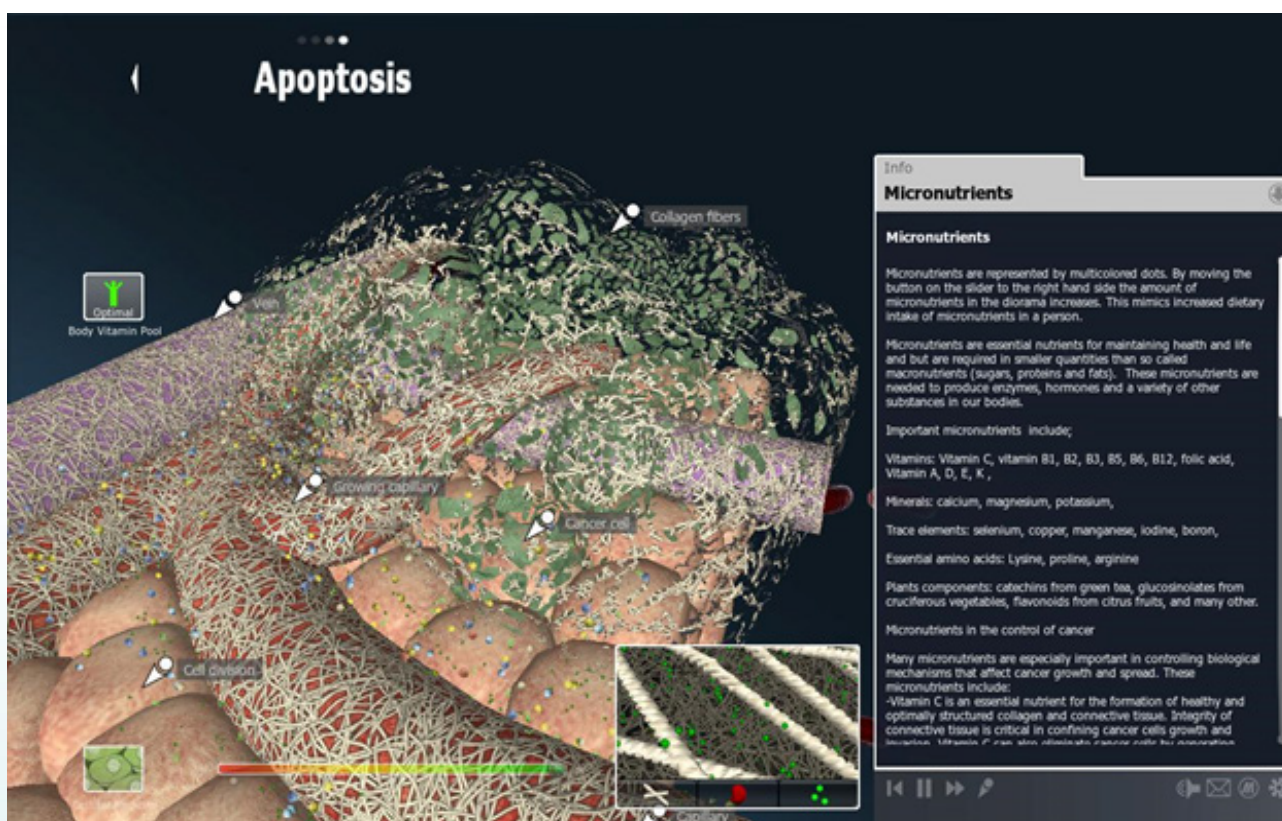 Apoptosis
Info
Micronutrients
Collagen fibers
Optimal
Body Vitamin Pool
Vein
Growing capillary
Cancer cell
Cell division
Micronutrients
Micronutrients are represented by multicolored dots. By moving the
button on the slider to the right hand side the amount of
micronutrients in the diorama increases. This mimics increased dietary
intake of micronutrients in a person.
Micronutrients are essential nutrients for maintaining health and life
and but are required in smaller quantities than so called
macronutrients (sugars, proteins and fats). These micronutrients are
needed to produce enzymes, hormones and a variety of other
substances in our bodies.
Important micronutrients include;
Vitamins: Vitamin C, vitamin B1, B2, B3, B5, B6, B12, folic acid,
Vitamin A, D, E, K ,
Minerals: calcium, magnesium, potassium,
Trace elements: selenium, copper, manganese, iodine, boron,
Essential amino acids: Lysine, proline, arginine
Plants components: catechins from green tea, glucosinolates from
cruciferous vegetables, flavonoids from citrus fruits, and many other.
Micronutrients in the control of cancer
Many micronutrients are especially important in controlling biological
mechanisms that affect cancer growth and spread. These
micronutrients include:
-Vitamin C is an essential nutrient for the formation of healthy and
optimally structured collagen and connective tissue. Integrity of
connective tissue is critical in confining cancer cells growth and
invasion. Vitamin C can also eliminate cancer cells by generating